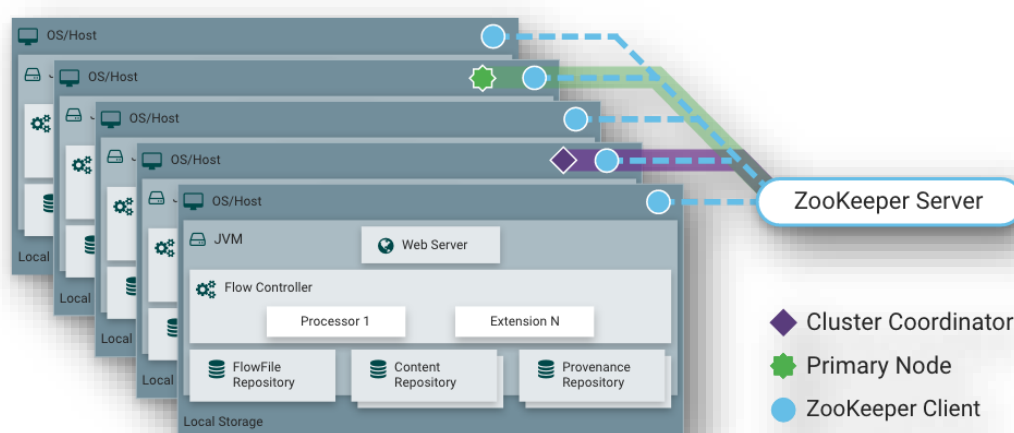 OS/Host
OS/Host
OS/Host
OS/Host
OS/Host
ZooKeeper Server
JVM
Web Server
Local
Flow Controller
Local
Processor 1
Extension N
Cluster Coordinator
Local
FlowFile
Repository
Content
Repository
Provenance
Repository
Primary Node
Local
ZooKeeper Client
Local Storage